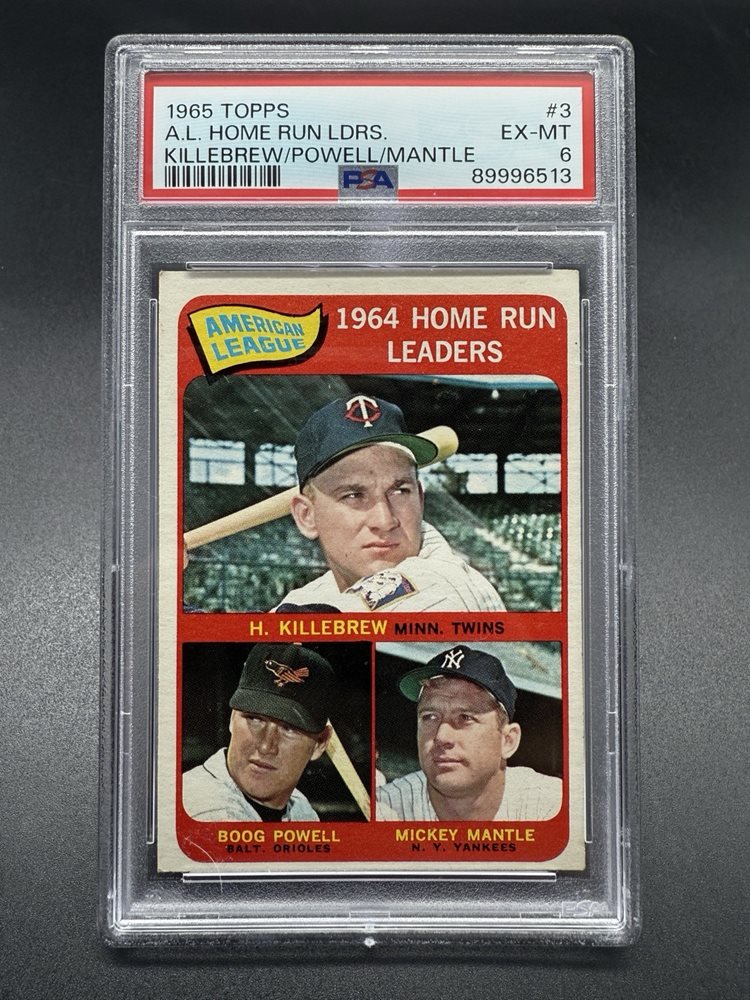 1965 TOPPS #3
A.L. HOME RUN LDRS. EX-MT
KILLEBREW/POWELL/MANTLE 6
PSA 89996513
AMERICAN
LEAGUE
1964 HOME RUN
LEADERS
H. KILLEBREW MINN. TWINS
BOOG POWELL MICKEY MANTLE
BALT. ORIOLES N. Y. YANKEES